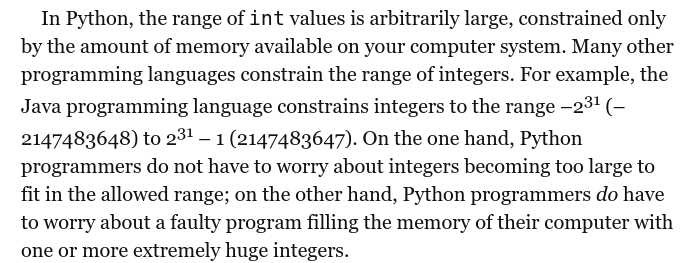 In Python, the range of int values is arbitrarily large, constrained only
by the amount of memory available on your computer system. Many other
programming languages constrain the range of integers. For example, the
Java programming language constrains integers to the range –2³¹ (–
2147483648) to 2³¹ – 1 (2147483647). On the one hand, Python
programmers do not have to worry about integers becoming too large to
fit in the allowed range; on the other hand, Python programmers do have
to worry about a faulty program filling the memory of their computer with
one or more extremely huge integers.